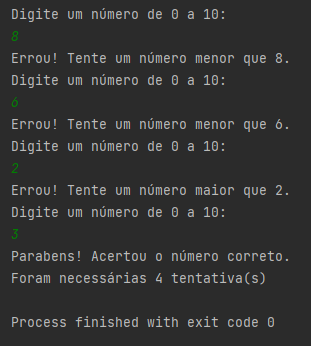 Digite um número de 0 a 10:
8
Errou! Tente um número menor que 8.
Digite um número de 0 a 10:
6
Errou! Tente um número menor que 6.
Digite um número de 0 a 10:
2
Errou! Tente um número maior que 2.
Digite um número de 0 a 10:
3
Parabens! Acertou o número correto.
Foram necessárias 4 tentativa(s)
Process finished with exit code 0